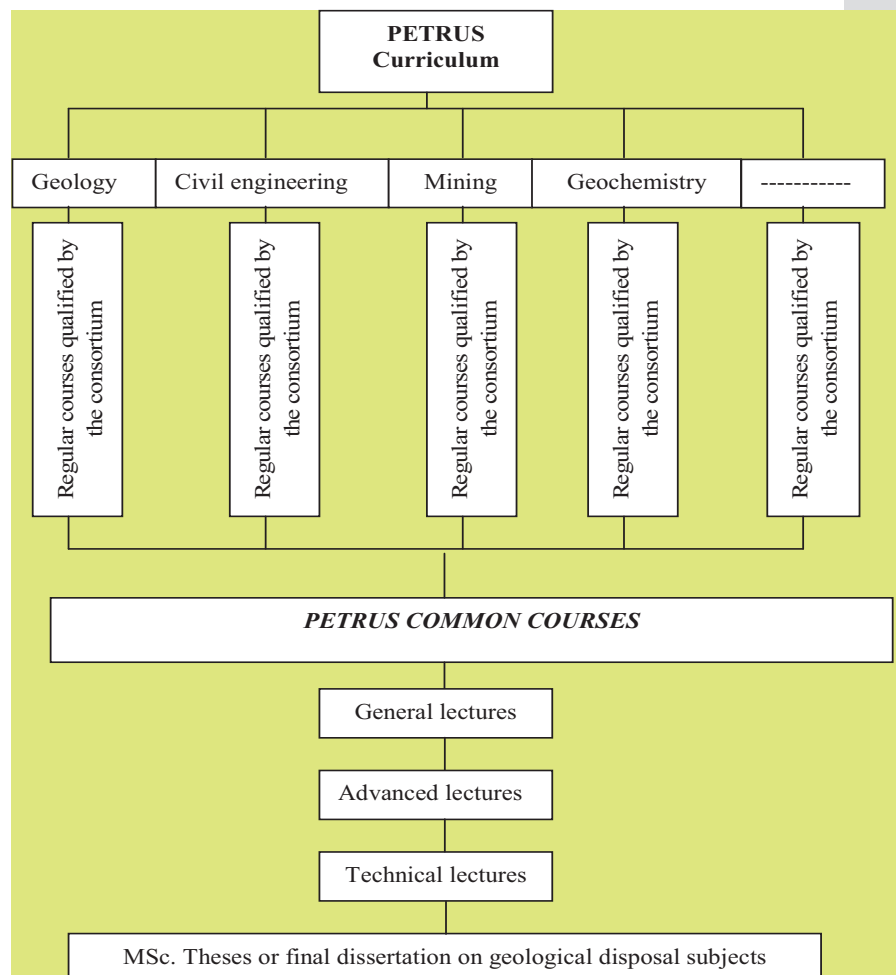 PETRUS
Curriculum
Geology
Civil engineering
Mining
Geochemistry
------------
Regular courses qualified by
the consortium
Regular courses qualified by
the consortium
Regular courses qualified by
the consortium
Regular courses qualified by
the consortium
Regular courses qualified by
the consortium
PETRUS COMMON COURSES
General lectures
Advanced lectures
Technical lectures
MSc. Theses or final dissertation on geological disposal subjects